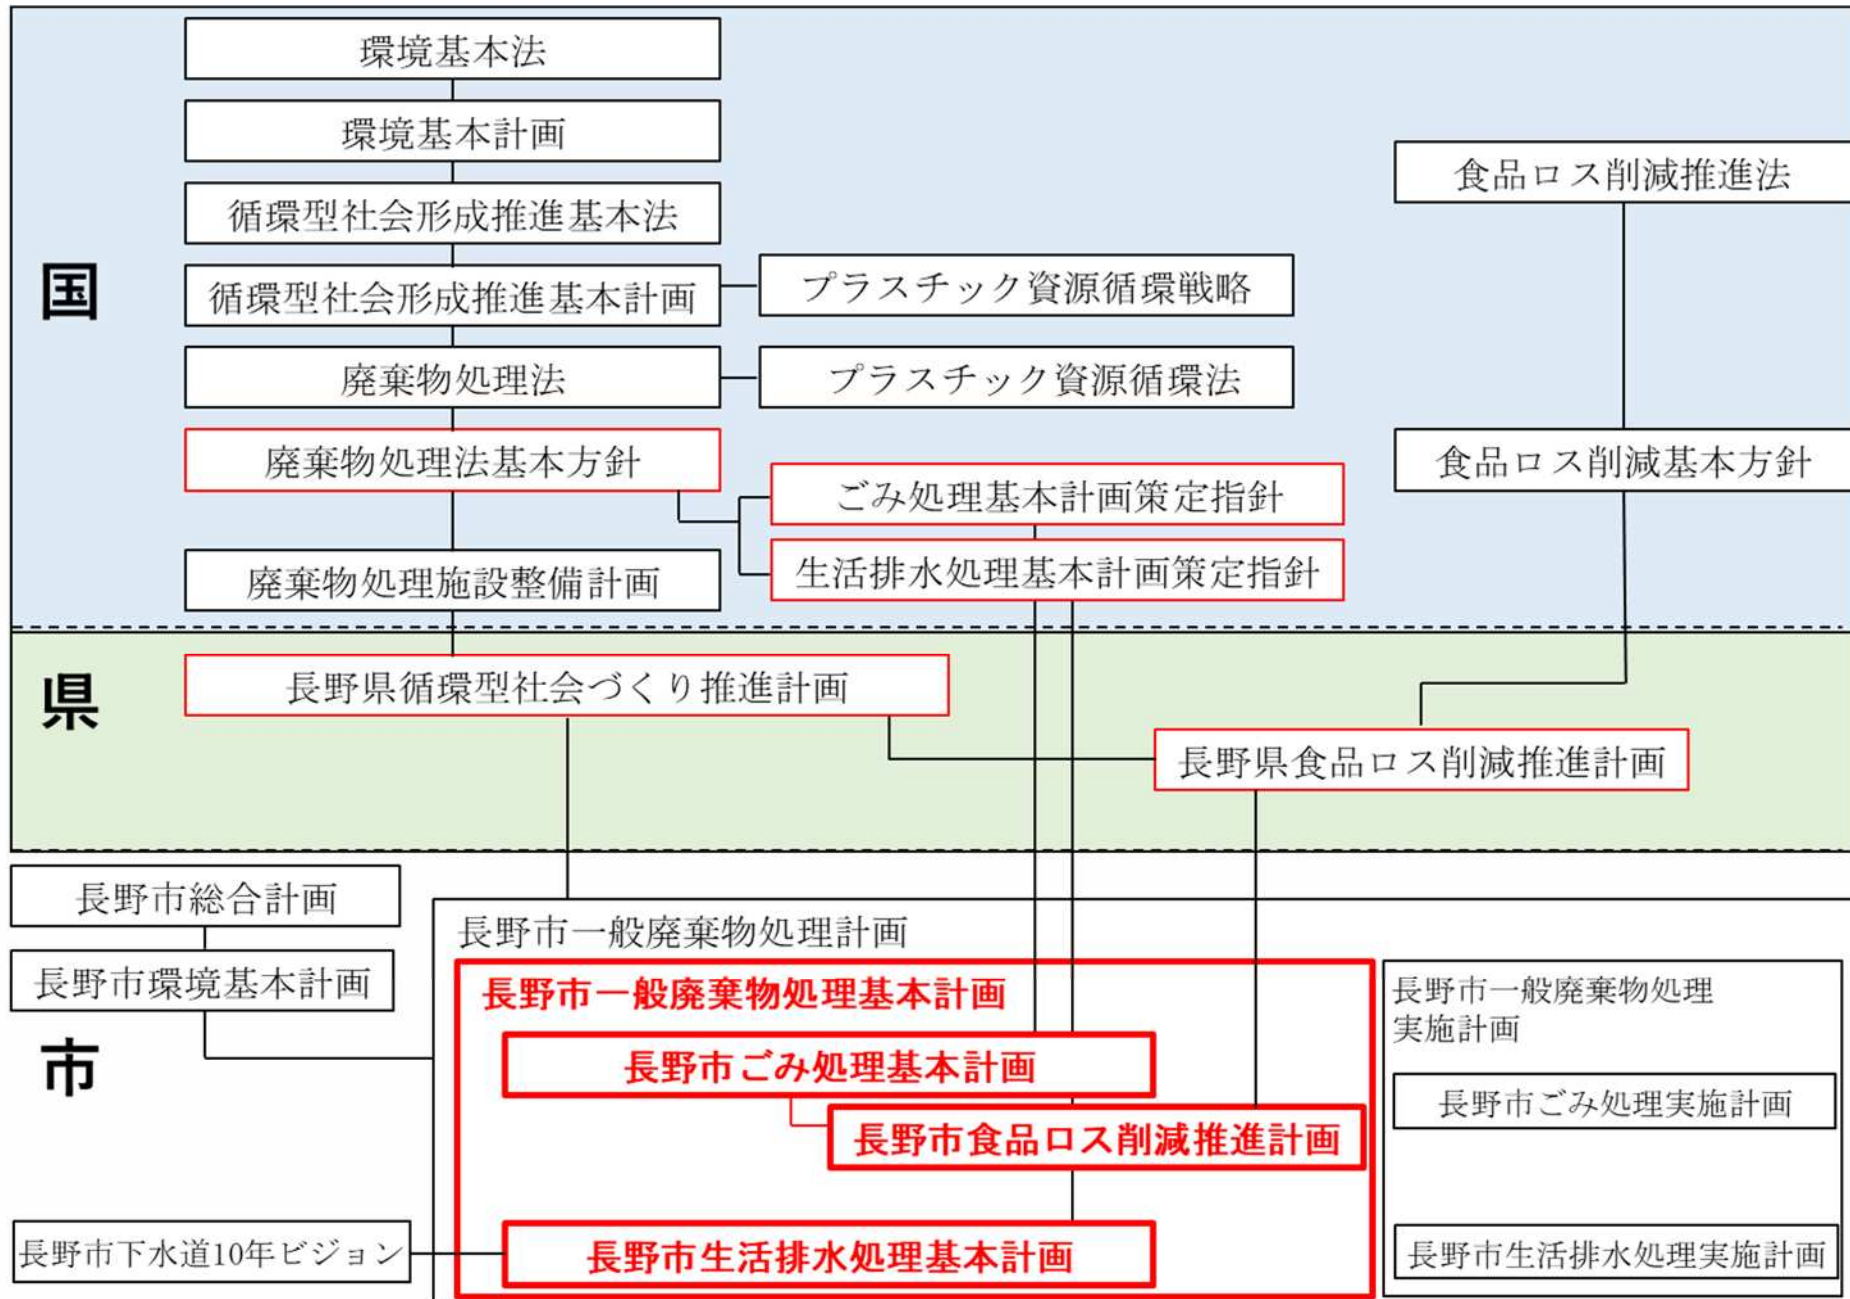 国
環境基本法
環境基本計画
循環型社会形成推進基本法
循環型社会形成推進基本計画
プラスチック資源循環戦略
廃棄物処理法
プラスチック資源循環法
廃棄物処理法基本方針
ごみ処理基本計画策定指針
生活排水処理基本計画策定指針
廃棄物処理施設整備計画
食品ロス削減推進法
食品ロス削減基本方針
県
長野県循環型社会づくり推進計画
長野県食品ロス削減推進計画
市
長野市総合計画
長野市環境基本計画
長野市下水道10年ビジョン
長野市一般廃棄物処理計画
長野市一般廃棄物処理基本計画
長野市ごみ処理基本計画
長野市食品ロス削減推進計画
長野市生活排水処理基本計画
長野市一般廃棄物処理
実施計画
長野市ごみ処理実施計画
長野市生活排水処理実施計画